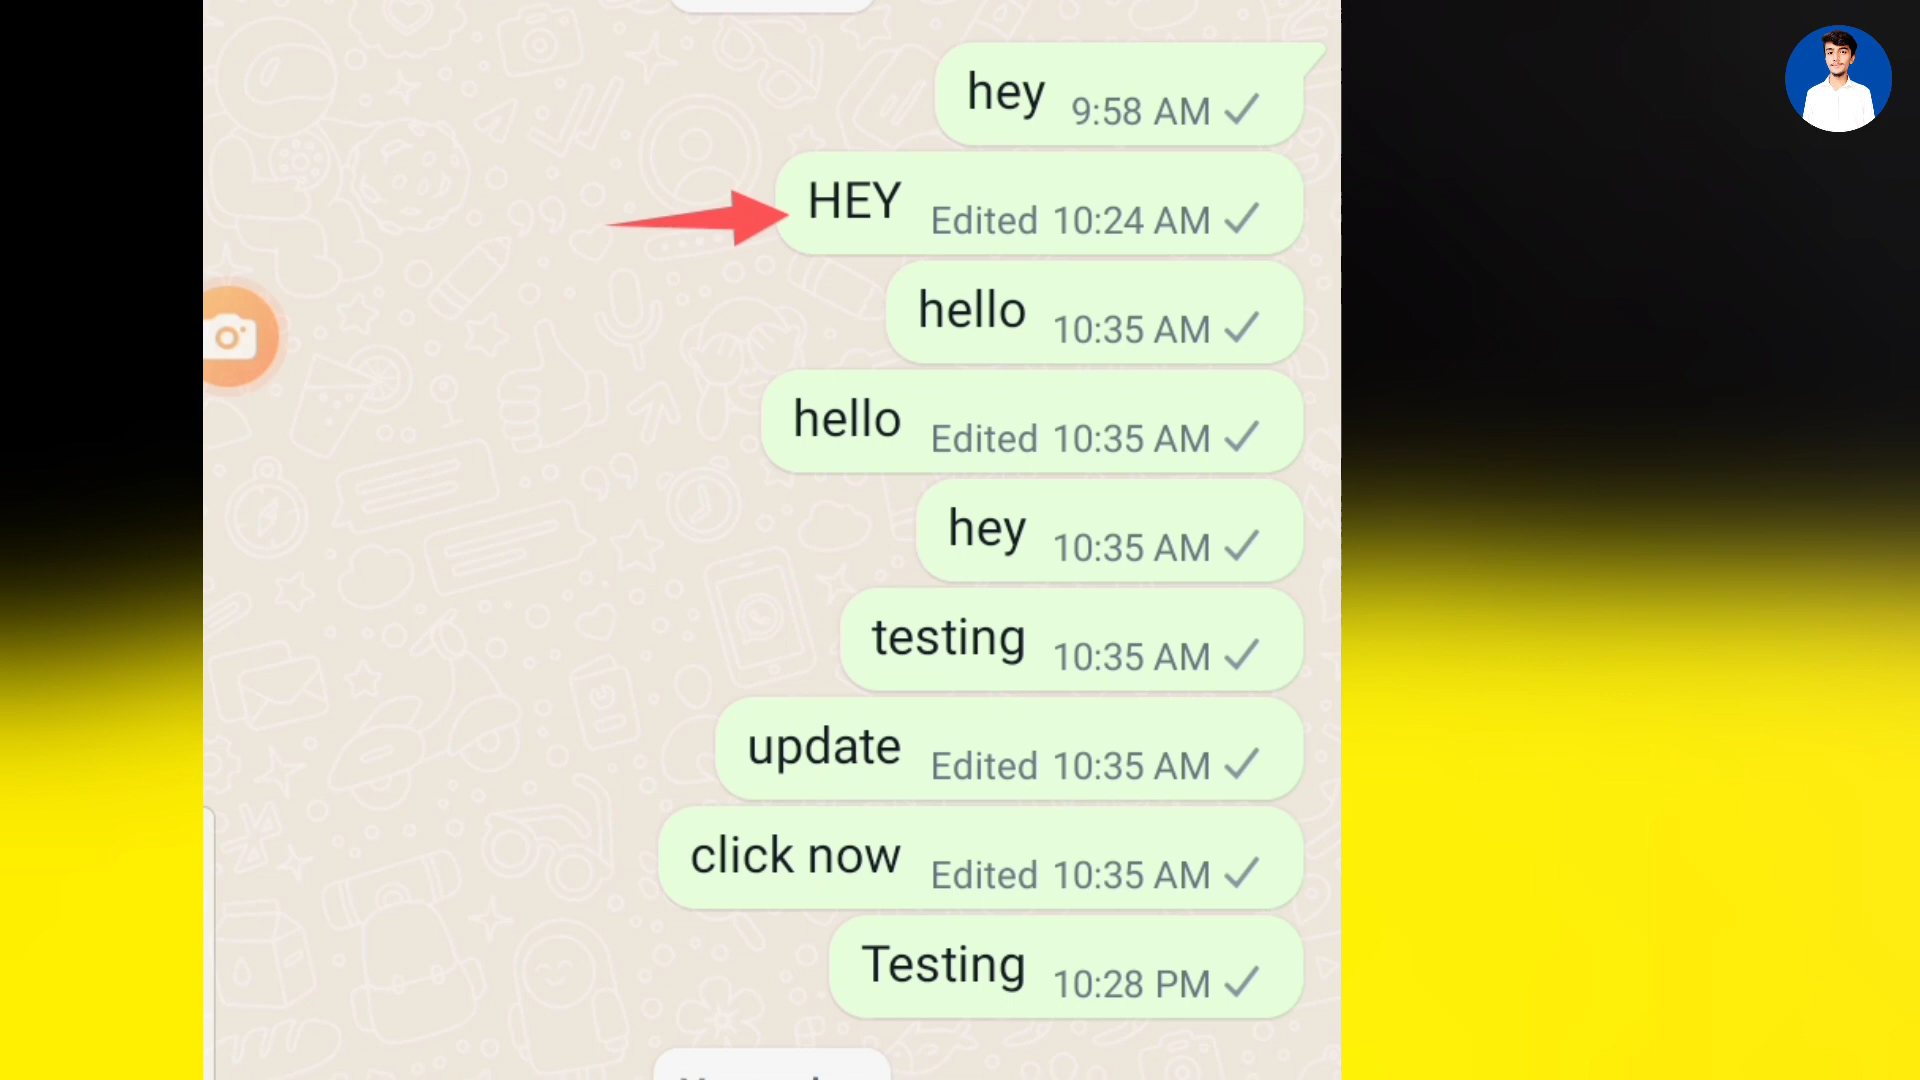 hey 9:58 AM
HEY Edited 10:24 AM
hello 10:35 AM
hello Edited 10:35 AM
hey 10:35 AM
testing 10:35 AM
update Edited 10:35 AM
click now Edited 10:35 AM
Testing 10:28 PM